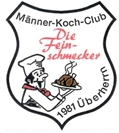 Männer-Koch-Club
Die
Fein-
schmecker
1981 Überherrn